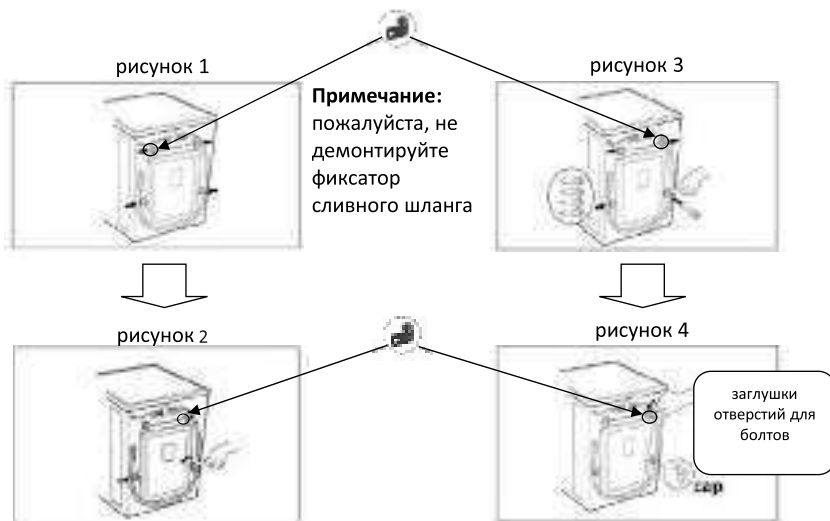 рисунок 1
рисунок 3
Примечание:
пожалуйста, не
демонтируйте
фиксатор
сливного шланга
рисунок 2
рисунок 4
заглушки
отверстий для
болтов
cap